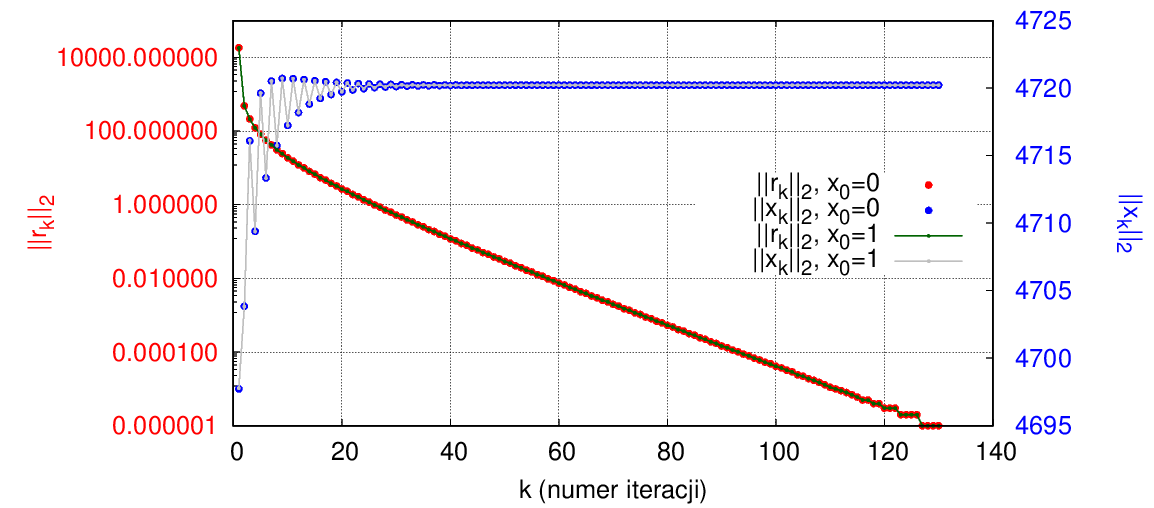 10000.000000
100.000000
1.000000
0.010000
0.000100
0.000001
||r_k||_2
4725
4720
4715
4710
4705
4700
4695
||x_k||_2
||r_k||_2, x_0=0
||x_k||_2, x_0=0
||r_k||_2, x_0=1
||x_k||_2, x_0=1
0 20 40 60 80 100 120 140
k (numer iteracji)